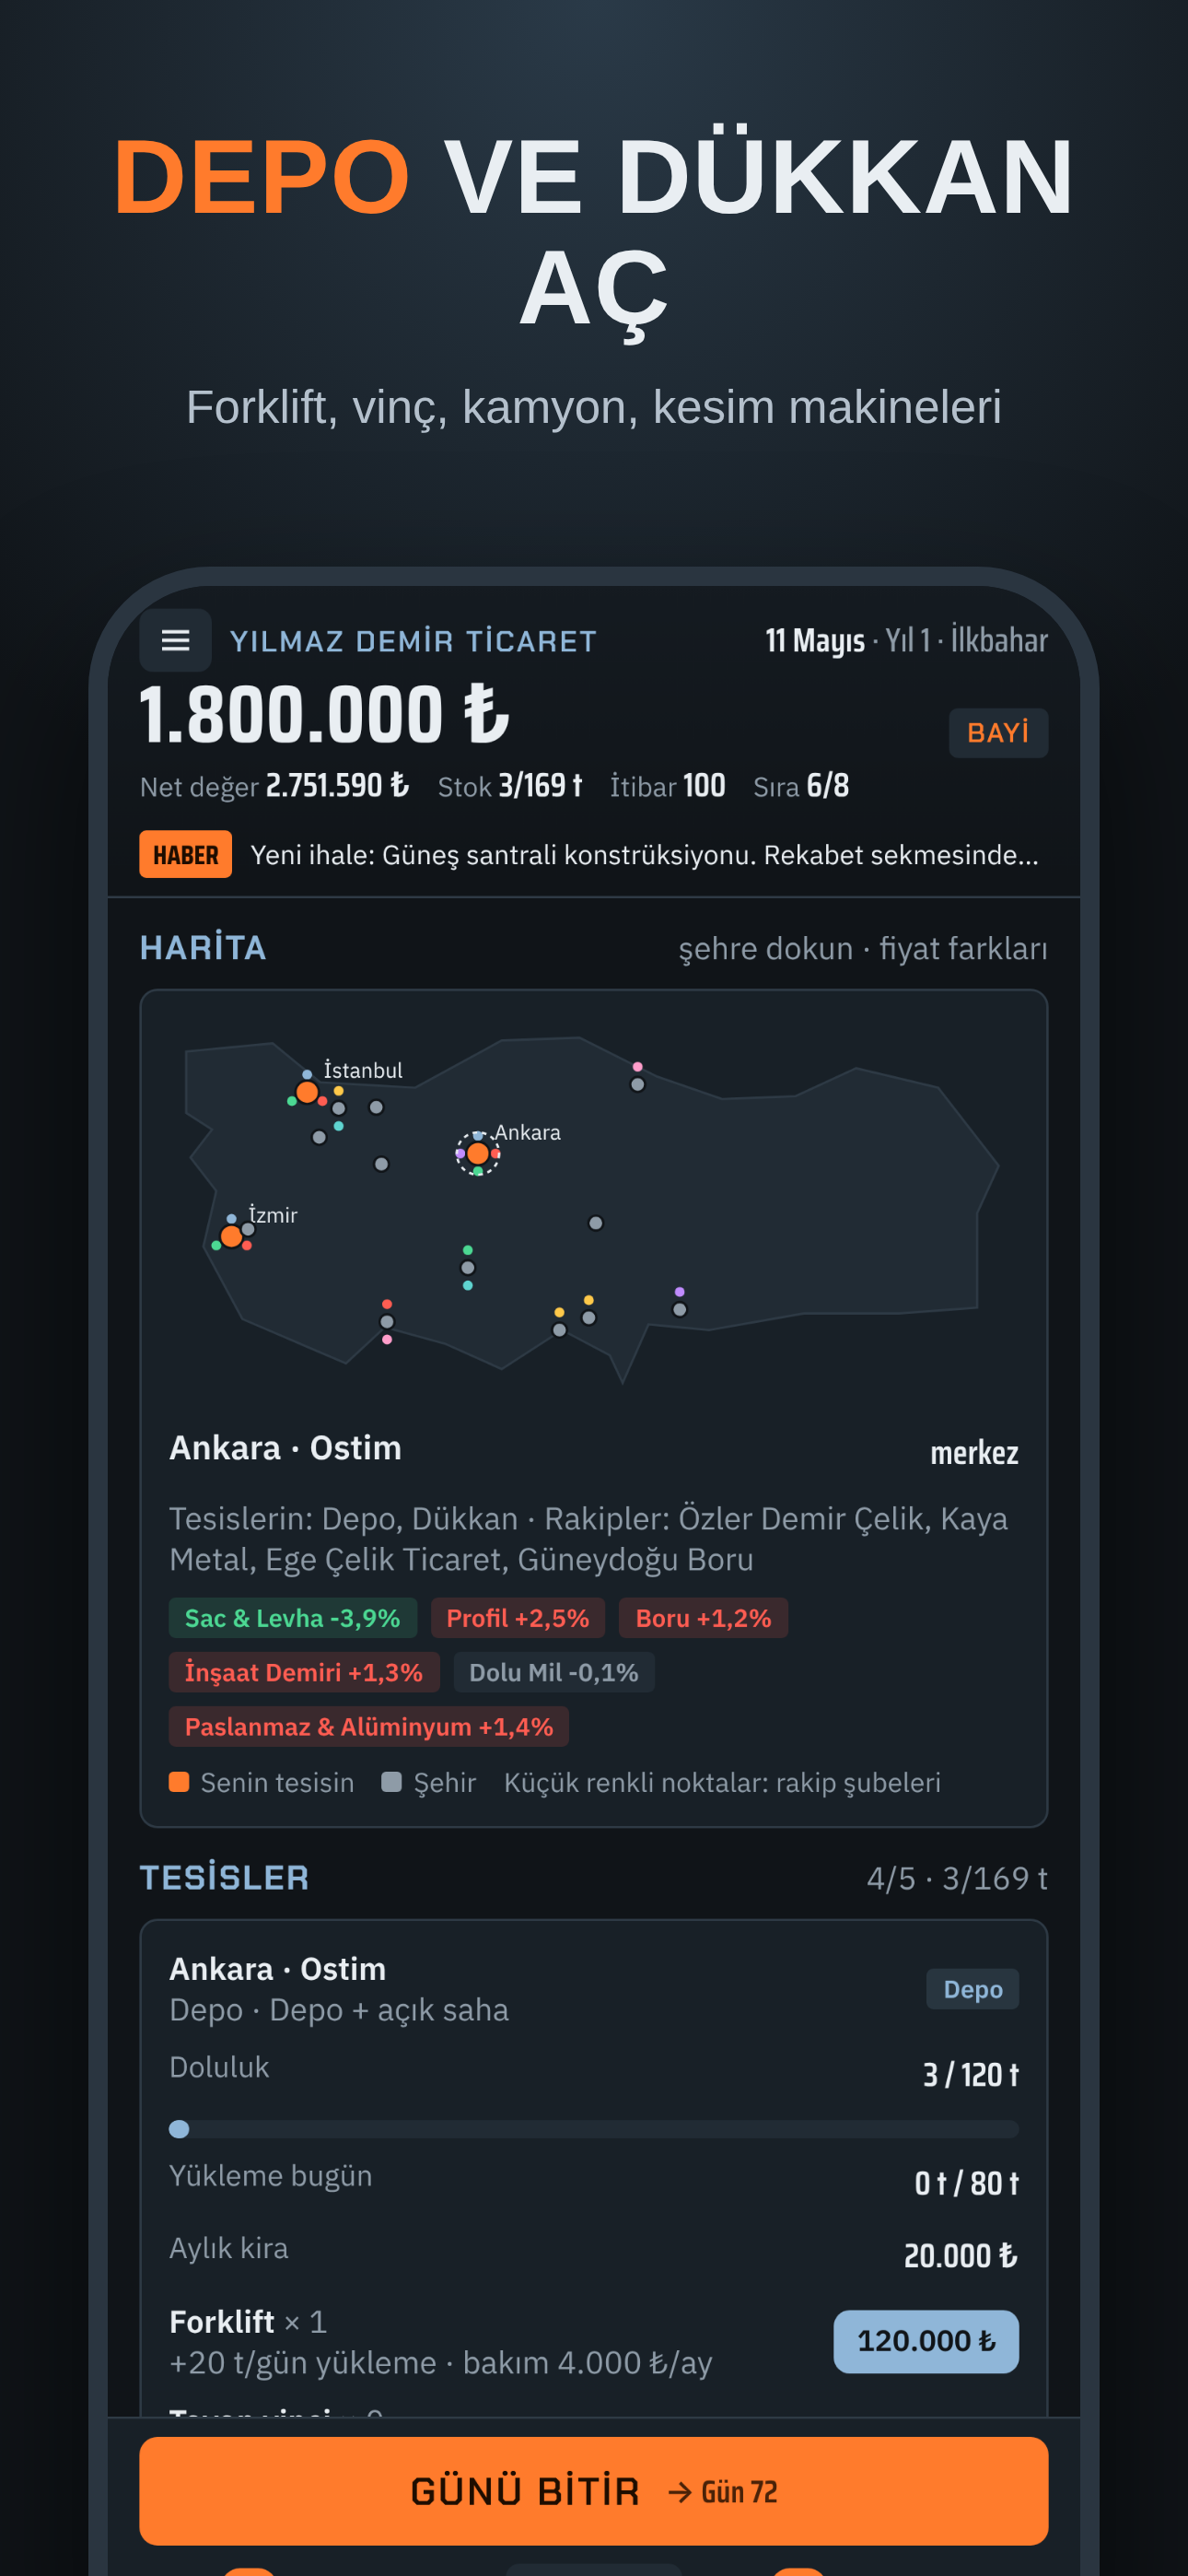 DEPO VE DÜKKAN
AÇ
Forklift, vinç, kamyon, kesim makineleri
YILMAZ DEMİR TİCARET
11 Mayıs · Yıl 1 · İlkbahar
1.800.000 ₺
BAYİ
Net değer 2.751.590 ₺ Stok 3/169 t İtibar 100 Sıra 6/8
HABER Yeni ihale: Güneş santrali konstrüksiyonu. Rekabet sekmesinde...
HARİTA
şehre dokun · fiyat farkları
İstanbul
Ankara
İzmir
Ankara · Ostim
merkez
Tesislerin: Depo, Dükkan · Rakipler: Özler Demir Çelik, Kaya
Metal, Ege Çelik Ticaret, Güneydoğu Boru
Sac & Levha -3,9% Profil +2,5% Boru +1,2%
İnşaat Demiri +1,3% Dolu Mil -0,1%
Paslanmaz & Alüminyum +1,4%
Senin tesisin Şehir Küçük renkli noktalar: rakip şubeleri
TESİSLER
4/5 · 3/169 t
Ankara · Ostim
Depo · Depo + açık saha
Depo
Doluluk
3 / 120 t
Yükleme bugün
0 t / 80 t
Aylık kira
20.000 ₺
Forklift × 1
+20 t/gün yükleme · bakım 4.000 ₺/ay
120.000 ₺
GÜNÜ BİTİR → Gün 72